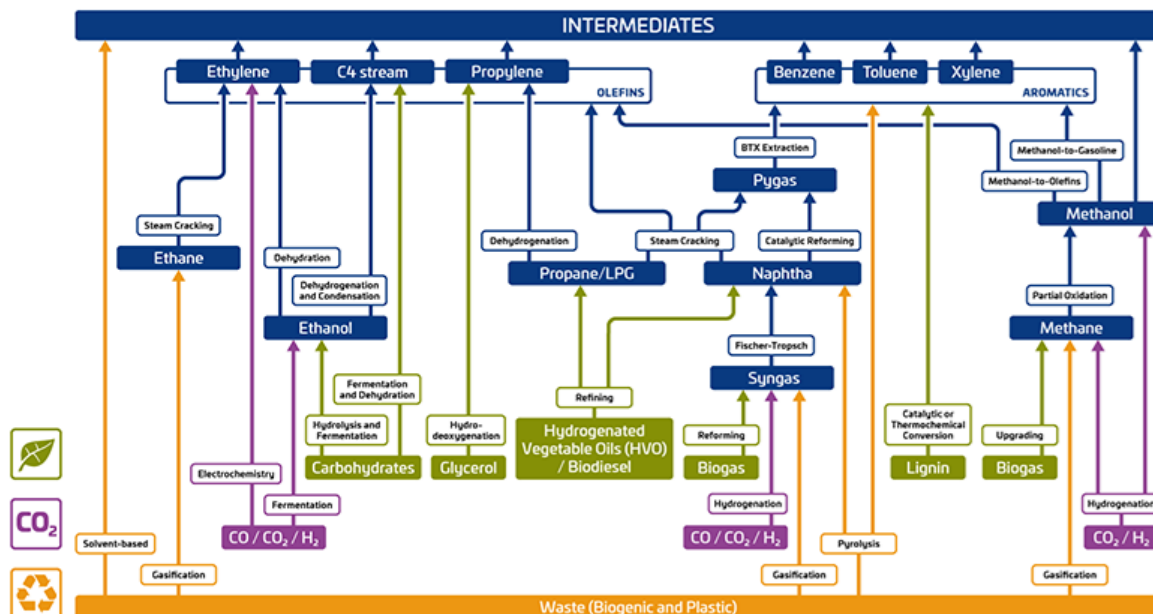 INTERMEDIATES
Ethylene
C4 stream
Propylene
OLEFINS
Benzene
Toluene
Xylene
AROMATICS
BTX Extraction
Methanol-to-Gasoline
Pygas
Methanol-to-Olefins
Methanol
Steam Cracking
Ethane
Dehydration
Dehydrogenation
and Condensation
Dehydrogenation
Steam Cracking
Catalytic Reforming
Propane/LPG
Naphtha
Partial Oxidation
Ethanol
Methane
Fischer-Tropsch
Syngas
Fermentation
and Dehydration
Refining
Hydrolysis and
Fermentation
Hydro-
deoxygenation
Hydrogenated
Vegetable Oils (HVO)
/ Biodiesel
Reforming
Catalytic or
Thermochemical
Conversion
Upgrading
Carbohydrates
Glycerol
Biogas
Lignin
Biogas
Electrochemistry
Fermentation
Hydrogenation
Hydrogenation
CO₂
CO / CO₂ / H₂
CO / CO₂ / H₂
CO₂ / H₂
Solvent-based
Pyrolysis
Gasification
Gasification
Gasification
Waste (Biogenic and Plastic)